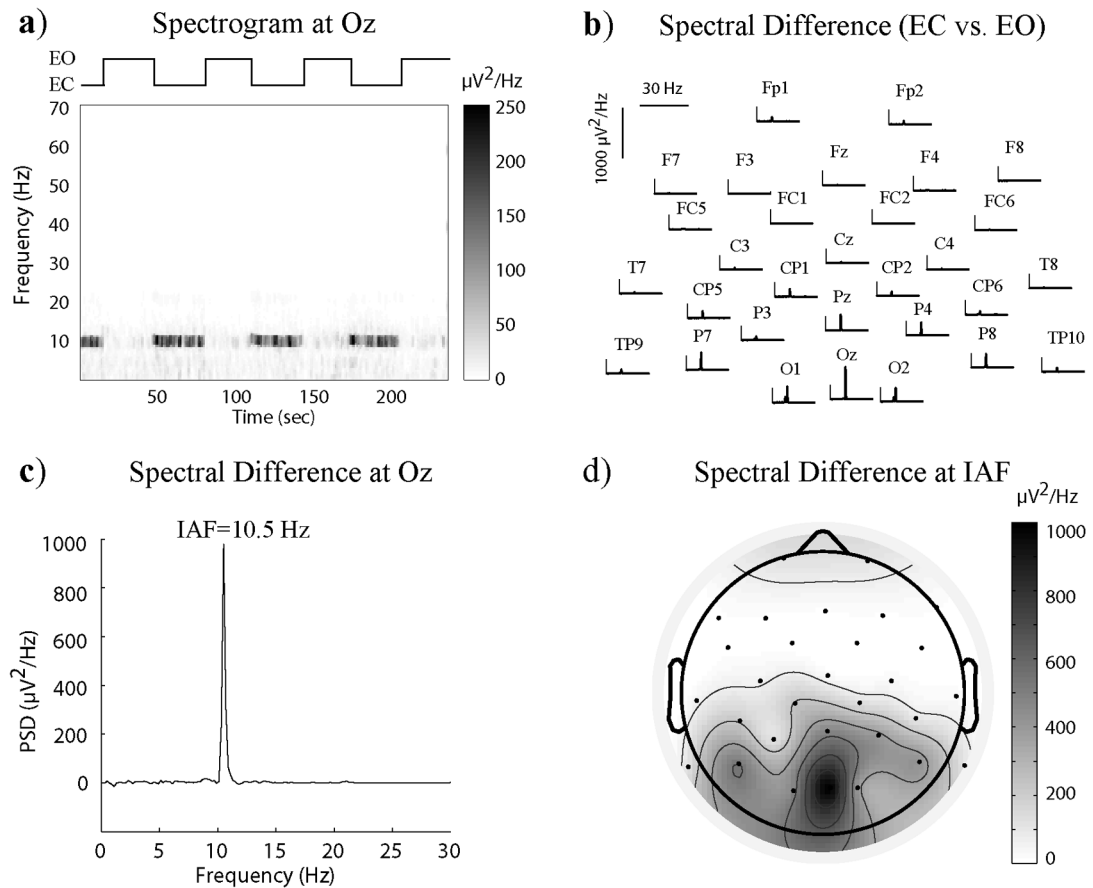 a) Spectrogram at Oz
EO
EC
µV²/Hz
70
60
50
40
30
20
10
Frequency (Hz)
50
100
150
200
Time (sec)
250
200
150
100
50
0
b) Spectral Difference (EC vs. EO)
30 Hz
1000 µV²/Hz
Fp1 Fp2
F7 F3 Fz F4 F8
FC5 FC1 FC2 FC6
T7 C3 Cz C4 T8
CP5 CP1 CP2 CP6
TP9 P7 P3 Pz P4 P8 TP10
O1 Oz O2
c) Spectral Difference at Oz
IAF=10.5 Hz
1000
800
600
400
200
0
PSD (µV²/Hz)
0 5 10 15 20 25 30
Frequency (Hz)
d) Spectral Difference at IAF
µV²/Hz
1000
800
600
400
200
0